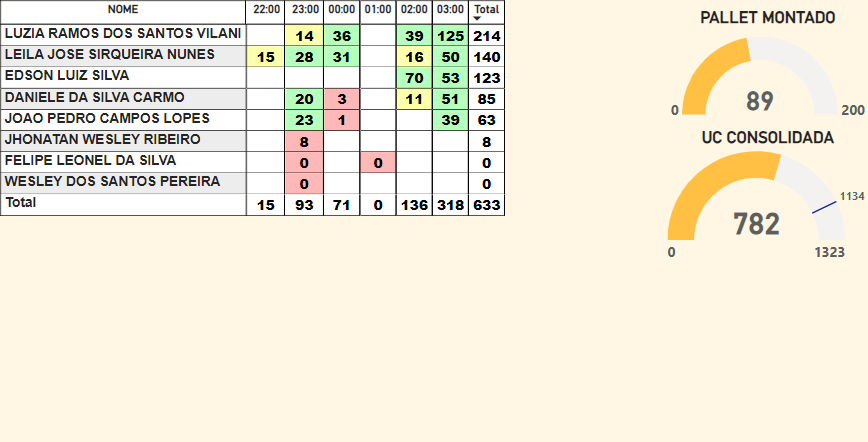 NOME 22:00 23:00 00:00 01:00 02:00 03:00 Total
LUZIA RAMOS DOS SANTOS VILANI 14 36 39 125 214
LEILA JOSE SIRQUEIRA NUNES 15 28 31 16 50 140
EDSON LUIZ SILVA 70 53 123
DANIELE DA SILVA CARMO 20 3 11 51 85
JOAO PEDRO CAMPOS LOPES 23 1 39 63
JHONATAN WESLEY RIBEIRO 8 8
FELIPE LEONEL DA SILVA 0 0 0
WESLEY DOS SANTOS PEREIRA 0 0
Total 15 93 71 0 136 318 633
PALLET MONTADO
89
0 200
UC CONSOLIDADA
1134
782
0 1323